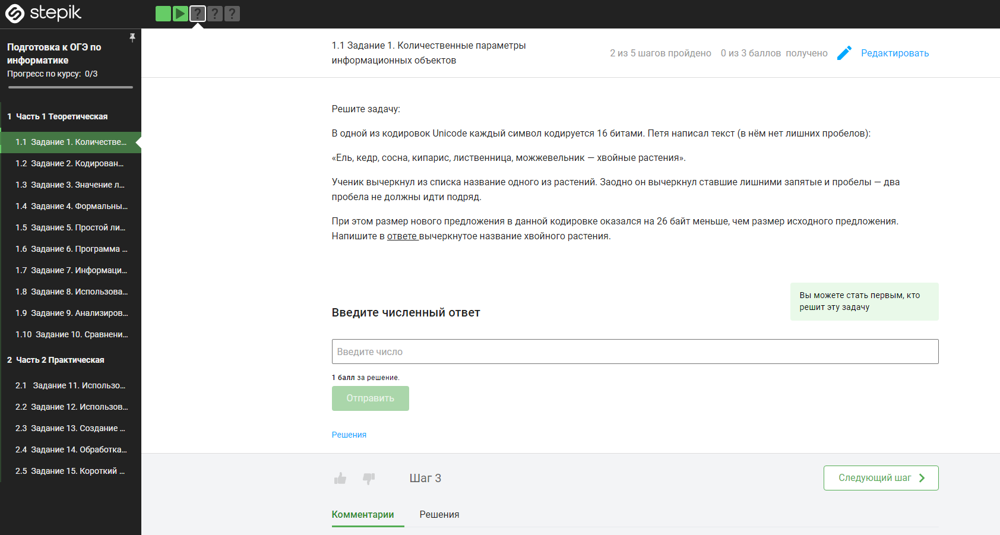 stepik
? ? ?
Подготовка к ОГЭ по
информатике
Прогресс по курсу: 0/3
1 Часть 1 Теоретическая
1.1 Задание 1. Количестве...
1.2 Задание 2. Кодирован...
1.3 Задание 3. Значение л...
1.4 Задание 4. Формальны...
1.5 Задание 5. Простой ли...
1.6 Задание 6. Программа ...
1.7 Задание 7. Информаци...
1.8 Задание 8. Использова...
1.9 Задание 9. Анализиров...
1.10 Задание 10. Сравнени...
2 Часть 2 Практическая
2.1 Задание 11. Использо...
2.2 Задание 12. Использов...
2.3 Задание 13. Создание ...
2.4 Задание 14. Обработка...
2.5 Задание 15. Короткий ...
1.1 Задание 1. Количественные параметры
информационных объектов
2 из 5 шагов пройдено 0 из 3 баллов получено Редактировать
Решите задачу:
В одной из кодировок Unicode каждый символ кодируется 16 битами. Петя написал текст (в нём нет лишних пробелов):
«Ель, кедр, сосна, кипарис, лиственница, можжевельник — хвойные растения».
Ученик вычеркнул из списка название одного из растений. Заодно он вычеркнул ставшие лишними запятые и пробелы — два
пробела не должны идти подряд.
При этом размер нового предложения в данной кодировке оказался на 26 байт меньше, чем размер исходного предложения.
Напишите в ответе вычеркнутое название хвойного растения.
Вы можете стать первым, кто
решит эту задачу
Введите численный ответ
Введите число
1 балл за решение.
Отправить
Решения
Шаг 3
Следующий шаг
Комментарии Решения